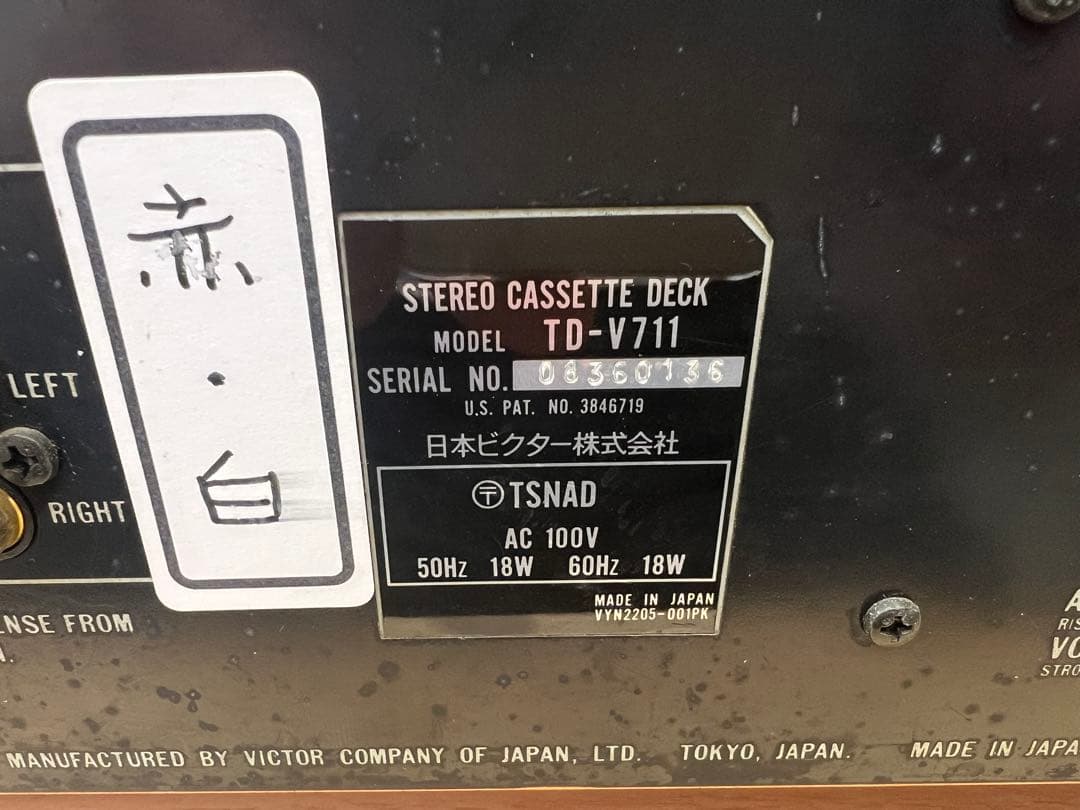 赤
・
白
LEFT
RIGHT
STEREO CASSETTE DECK
MODEL TD-V711
SERIAL NO. 08360136
U.S. PAT. NO. 3846719
日本ビクター株式会社
〶TSNAD
AC 100V
50Hz 18W 60Hz 18W
MADE IN JAPAN
VYN2205-001PK
FROM
MANUFACTURED BY VICTOR COMPANY OF JAPAN, LTD. TOKYO, JAPAN. MADE IN JAPA